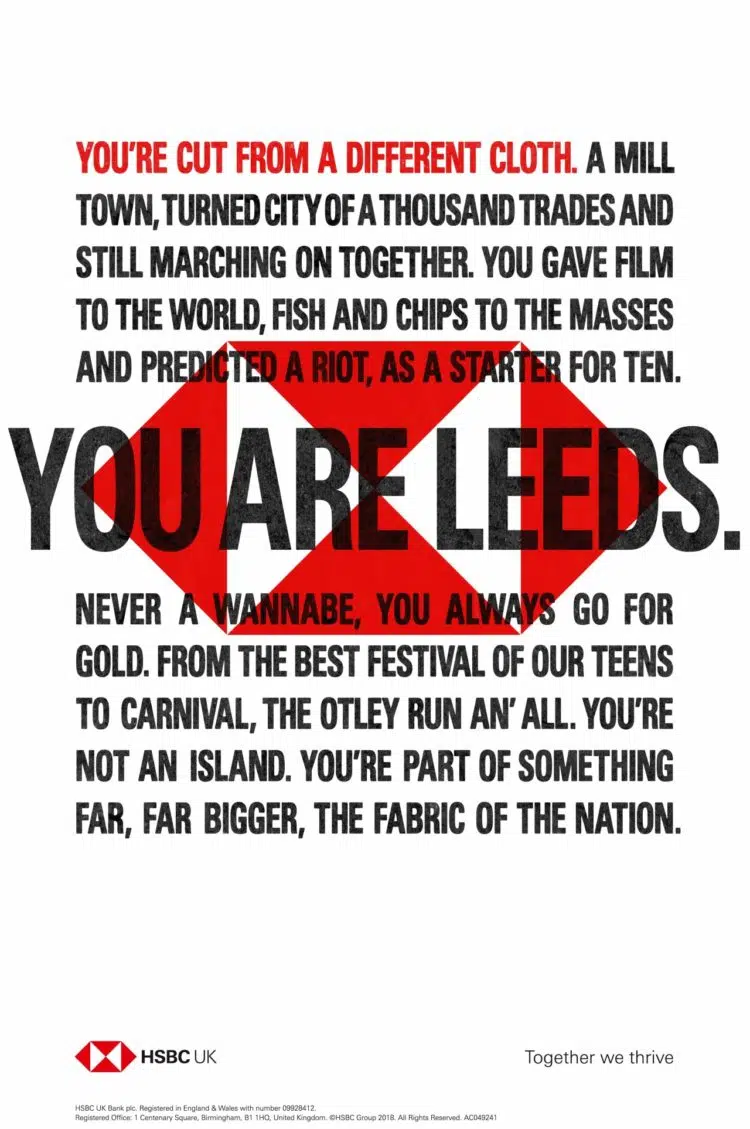 YOU'RE CUT FROM A DIFFERENT CLOTH. A MILL
TOWN, TURNED CITY OF A THOUSAND TRADES AND
STILL MARCHING ON TOGETHER. YOU GAVE FILM
TO THE WORLD, FISH AND CHIPS TO THE MASSES
AND PREDICTED A RIOT, AS A STARTER FOR TEN.
YOU ARE LEEDS.
NEVER A WANNABE, YOU ALWAYS GO FOR
GOLD. FROM THE BEST FESTIVAL OF OUR TEENS
TO CARNIVAL, THE OTLEY RUN AN' ALL. YOU'RE
NOT AN ISLAND. YOU'RE PART OF SOMETHING
FAR, FAR BIGGER, THE FABRIC OF THE NATION.
HSBC UK
Together we thrive
HSBC UK Bank plc. Registered in England & Wales with number 09928412.
Registered Office: 1 Centenary Square, Birmingham, B1 1HQ, United Kingdom. ©HSBC Group 2018. All Rights Reserved. AC049241